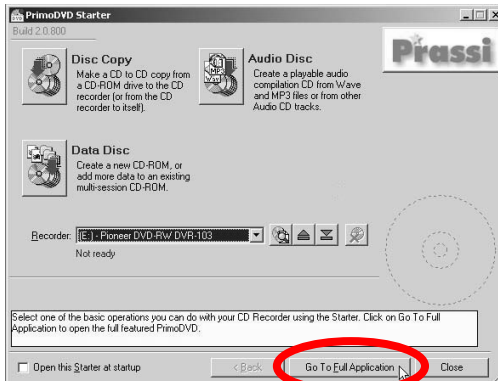 PrimoDVD Starter
Build 2.0.800
Prassi
Disc Copy
Make a CD to CD copy from
a CD-ROM drive to the CD
recorder (or from the CD
recorder to itself).
Audio Disc
Create a playable audio
compilation CD from Wave
and MP3 files or from other
Audio CD tracks.
MP3
Wav
Data Disc
Create a new CD-ROM, or
add more data to an existing
multi-session CD-ROM.
Recorder: (E:) - Pioneer DVD-RW DVR-103
Not ready
Select one of the basic operations you can do with your CD Recorder using the Starter. Click on Go To Full
Application to open the full featured PrimoDVD.
Open this Starter at startup
< Back
Go To Full Application
Close